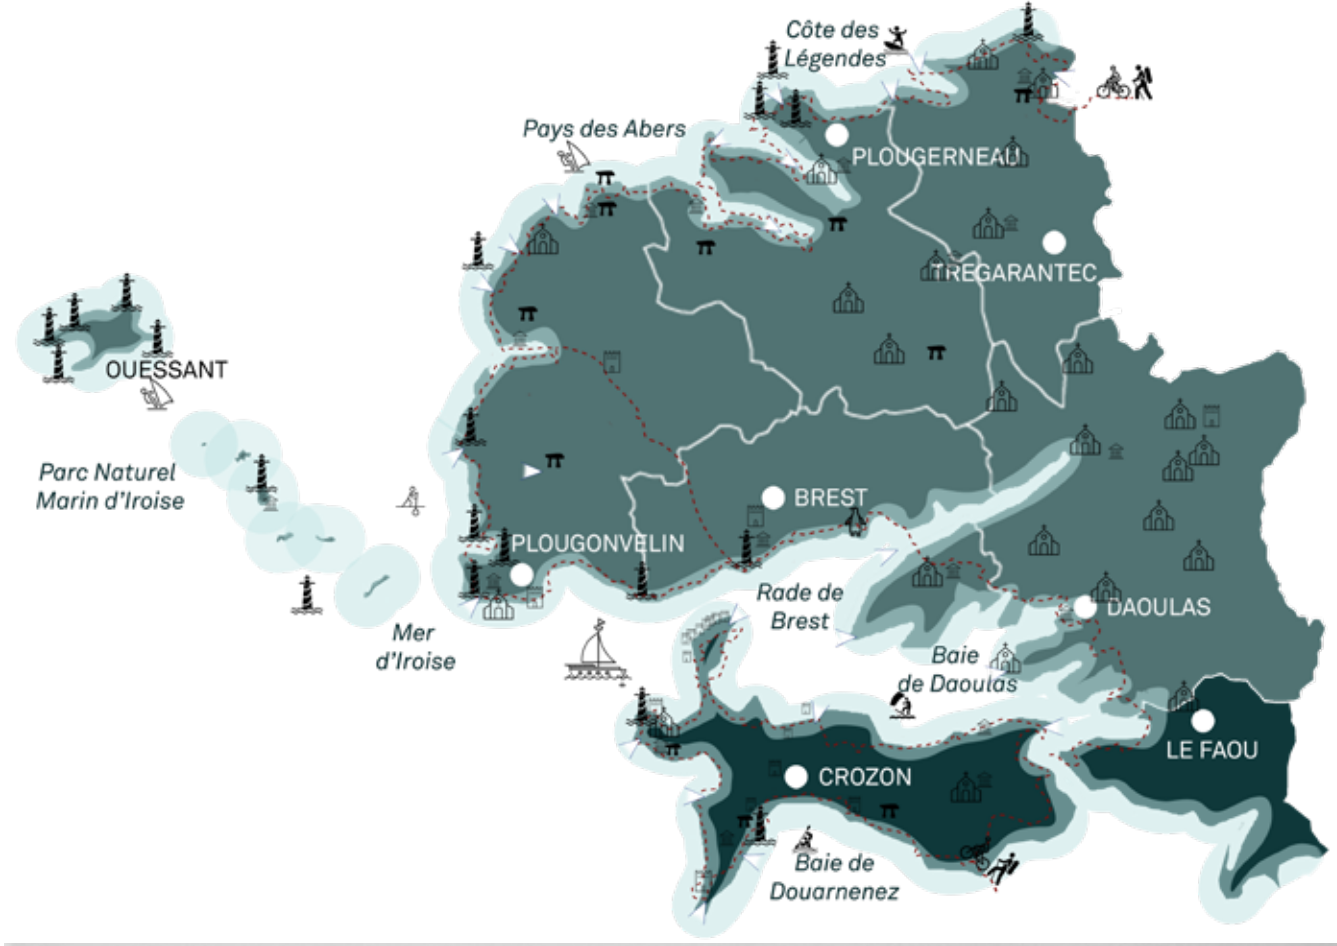 Côte des
Légendes
Pays des Abers
PLOUGERNEAU
TREGARANTEC
OUESSANT
Parc Naturel
Marin d'Iroise
BREST
PLOUGONVELIN
Rade de
Brest
DAOULAS
Mer
d'Iroise
Baie
de Daoulas
LE FAOU
CROZON
Baie de
Douarnenez